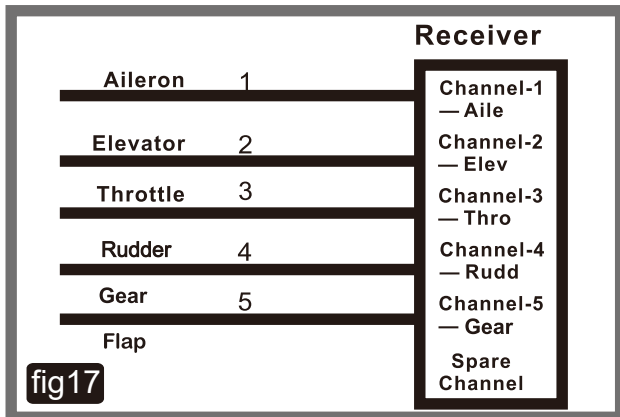 Receiver
Aileron 1
Channel-1
— Aile
Elevator 2
Channel-2
— Elev
Throttle 3
Channel-3
— Thro
Rudder 4
Channel-4
— Rudd
Gear 5
Channel-5
— Gear
Flap
Spare
Channel
fig17